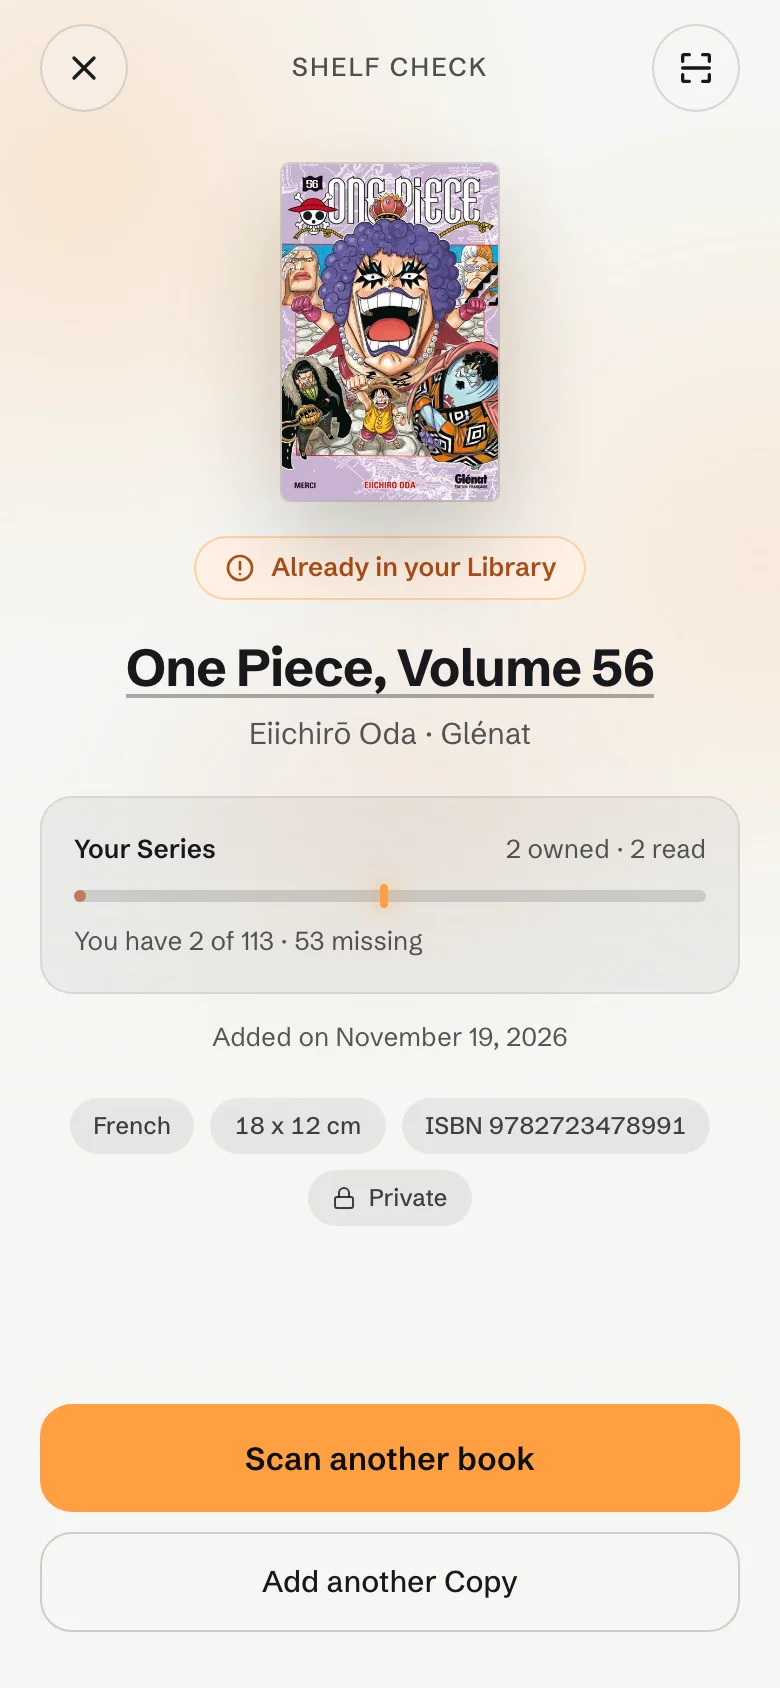 SHELF CHECK
56
ONE PIECE
MERCI
EIICHIRO ODA
Glénat
Already in your Library
One Piece, Volume 56
Eiichirō Oda · Glénat
Your Series
2 owned · 2 read
You have 2 of 113 · 53 missing
Added on November 19, 2026
French
18 x 12 cm
ISBN 9782723478991
Private
Scan another book
Add another Copy